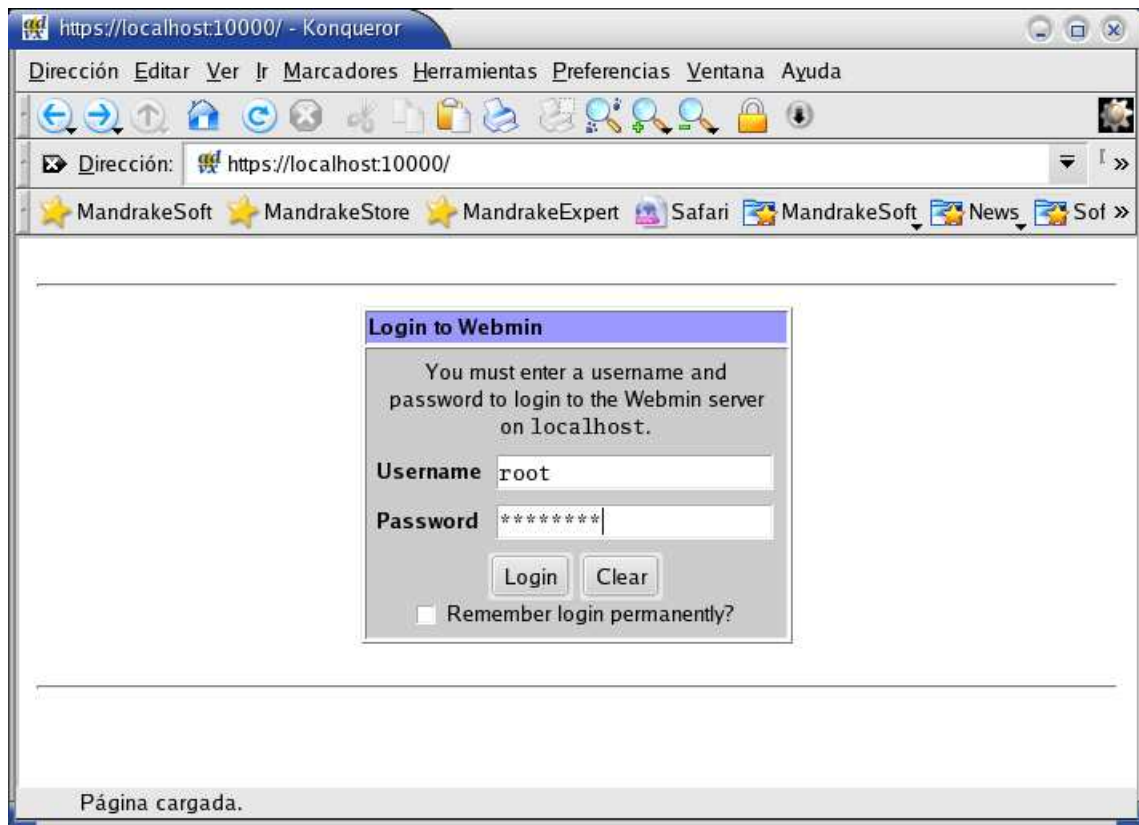 https://localhost:10000/ - Konqueror
Dirección Editar Ver Ir Marcadores Herramientas Preferencias Ventana Ayuda
Dirección: https://localhost:10000/
MandrakeSoft MandrakeStore MandrakeExpert Safari MandrakeSoft News Sof »
Login to Webmin
You must enter a username and
password to login to the Webmin server
on localhost.
Username root
Password ********
Login Clear
Remember login permanently?
Página cargada.